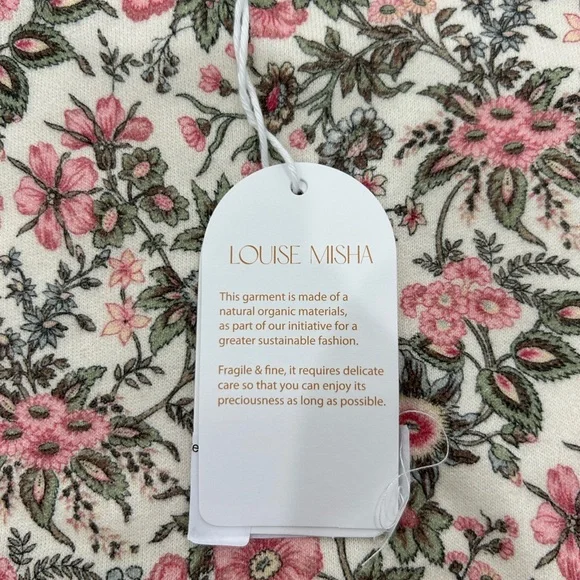 LOUISE MISHA
This garment is made of a
natural organic materials,
as part of our initiative for a
greater sustainable fashion.
Fragile & fine, it requires delicate
care so that you can enjoy its
preciousness as long as possible.
e